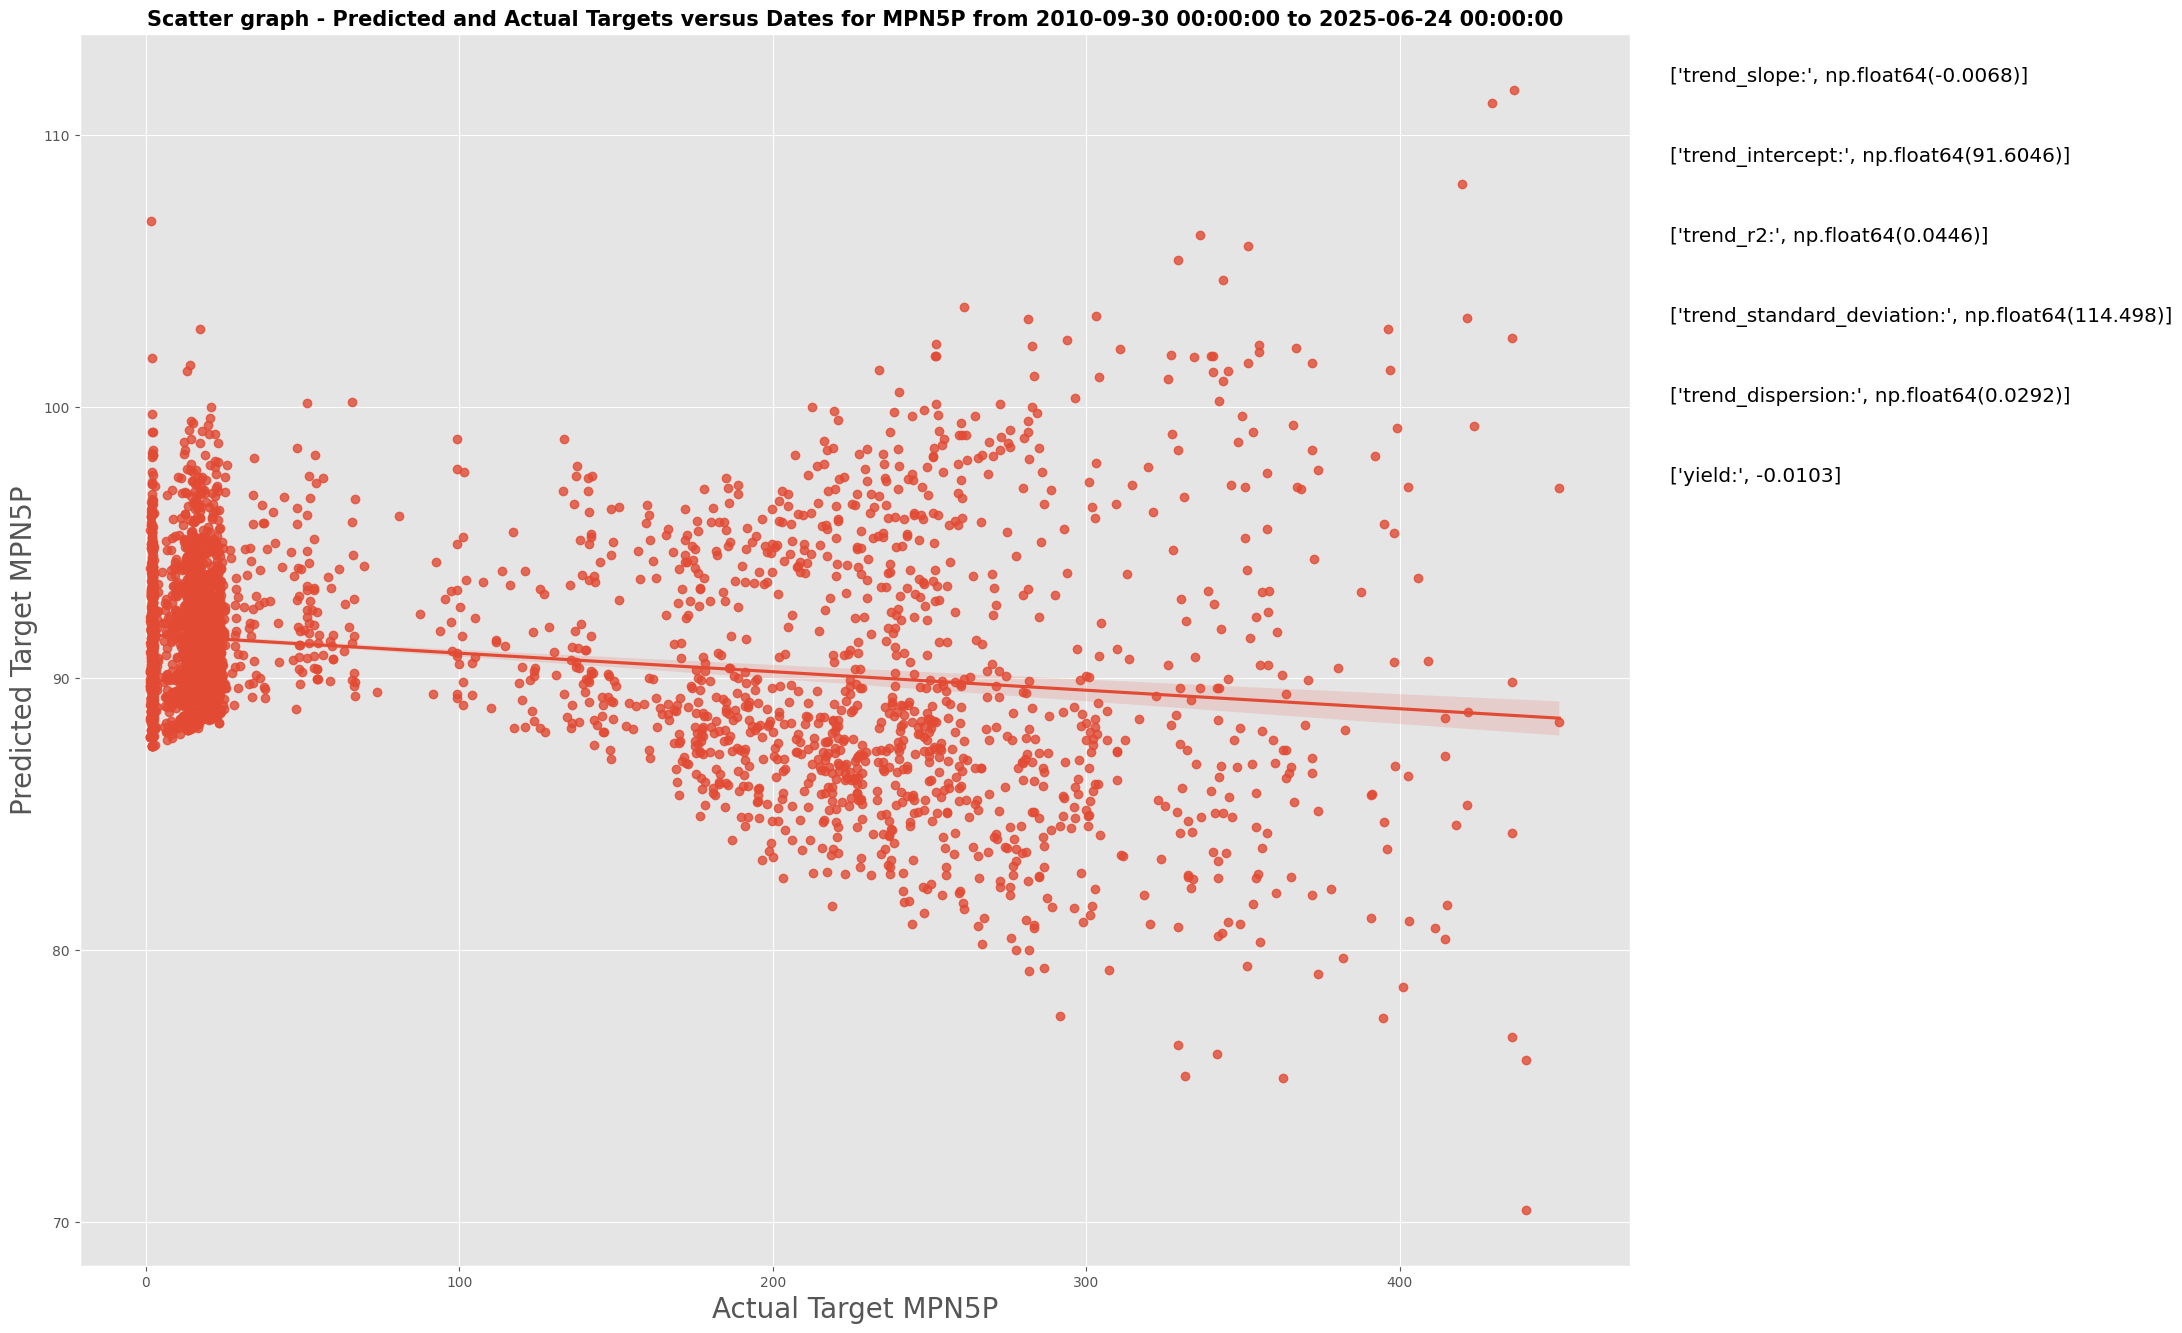 Scatter graph - Predicted and Actual Targets versus Dates for MPN5P from 2010-09-30 00:00:00 to 2025-06-24 00:00:00
['trend_slope:', np.float64(-0.0068)]
['trend_intercept:', np.float64(91.6046)]
['trend_r2:', np.float64(0.0446)]
['trend_standard_deviation:', np.float64(114.498)]
['trend_dispersion:', np.float64(0.0292)]
['yield:', -0.0103]
Predicted Target MPN5P
110
100
90
80
70
0 100 200 300 400
Actual Target MPN5P